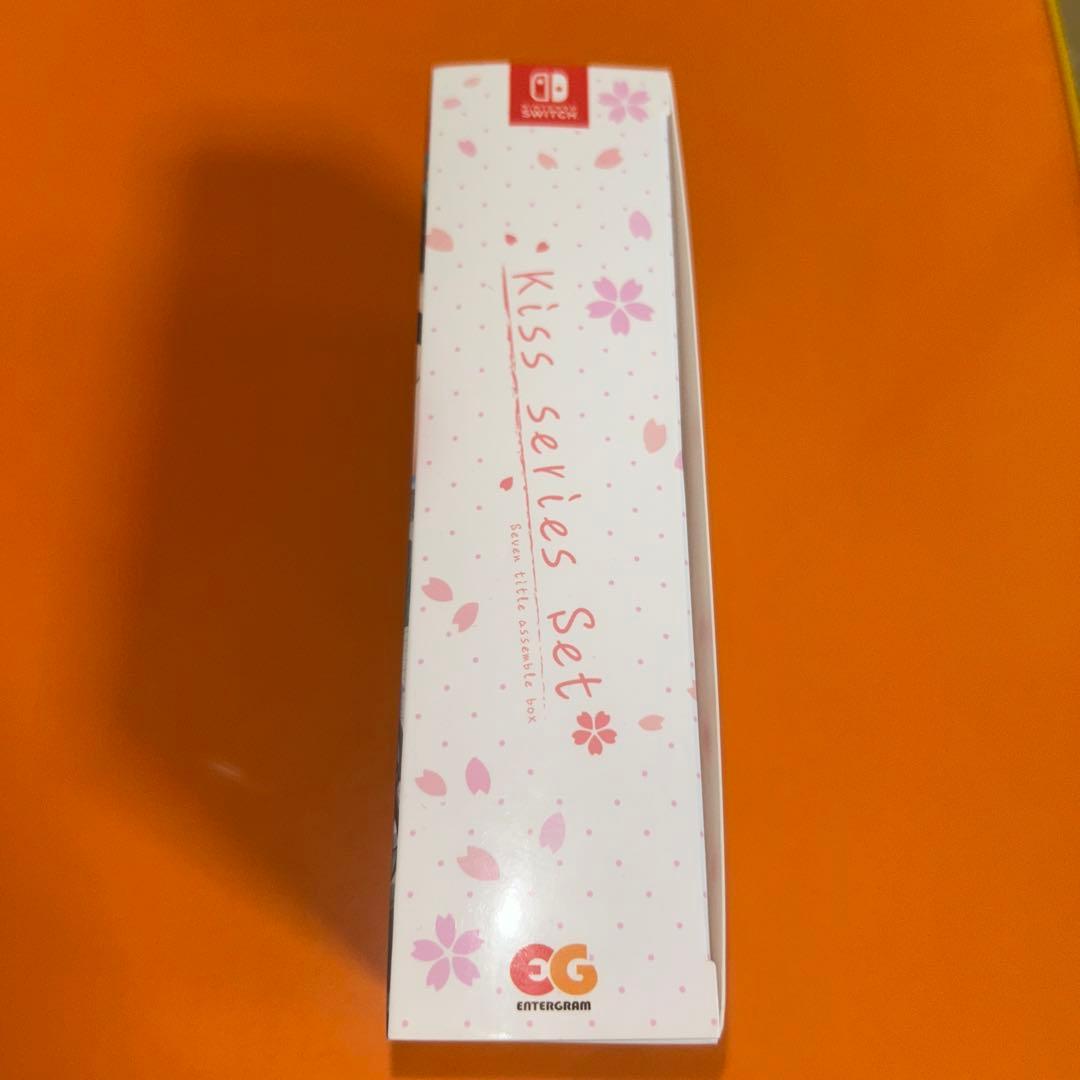 NINTENDO
SWITCH
Kiss series Set
Seven title assemble box
EG
ENTERGRAM